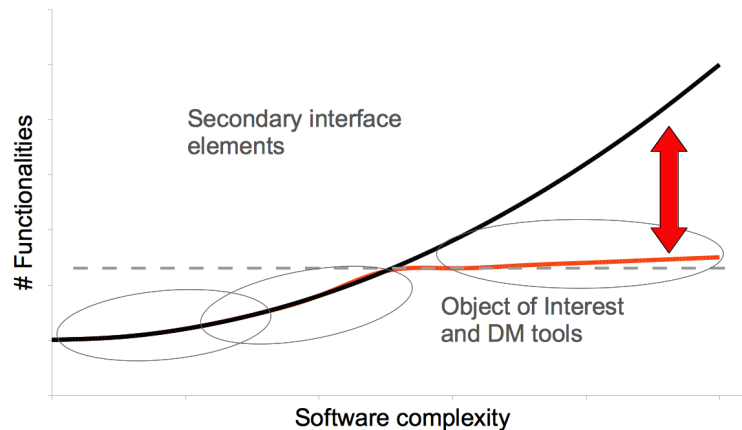 Secondary interface
elements
# Functionalities
Object of Interest
and DM tools
Software complexity